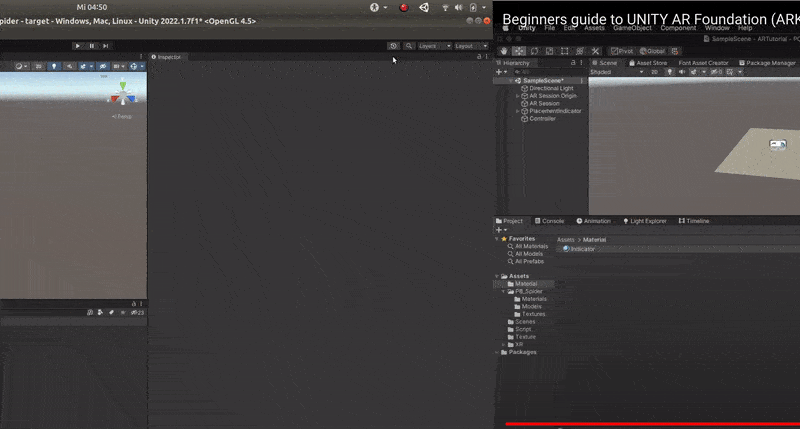 Mi 04:50
pider - target - Windows, Mac, Linux - Unity 2022.1.7f1* <OpenGL 4.5>
Layers
Layout
Inspector
Persp
23
Beginners guide to UNITY AR Foundation (ARK
Unity File Edit Assets GameObject Component Window Help
SampleScene - ARTutorial - PC
Pivot Global
Hierarchy
All
SampleScene*
Directional Light
AR Session Origin
AR Session
PlacementIndicator
Controller
Scene Asset Store Font Asset Creator Package Manager
Shaded 2D
Project Console Animation Light Explorer Timeline
Favorites
All Materials
All Models
All Prefabs
Assets
Material
PB_Spider
Materials
Models
Textures
Scenes
Script
Texture
XR
Packages
Assets > Material
Indicator